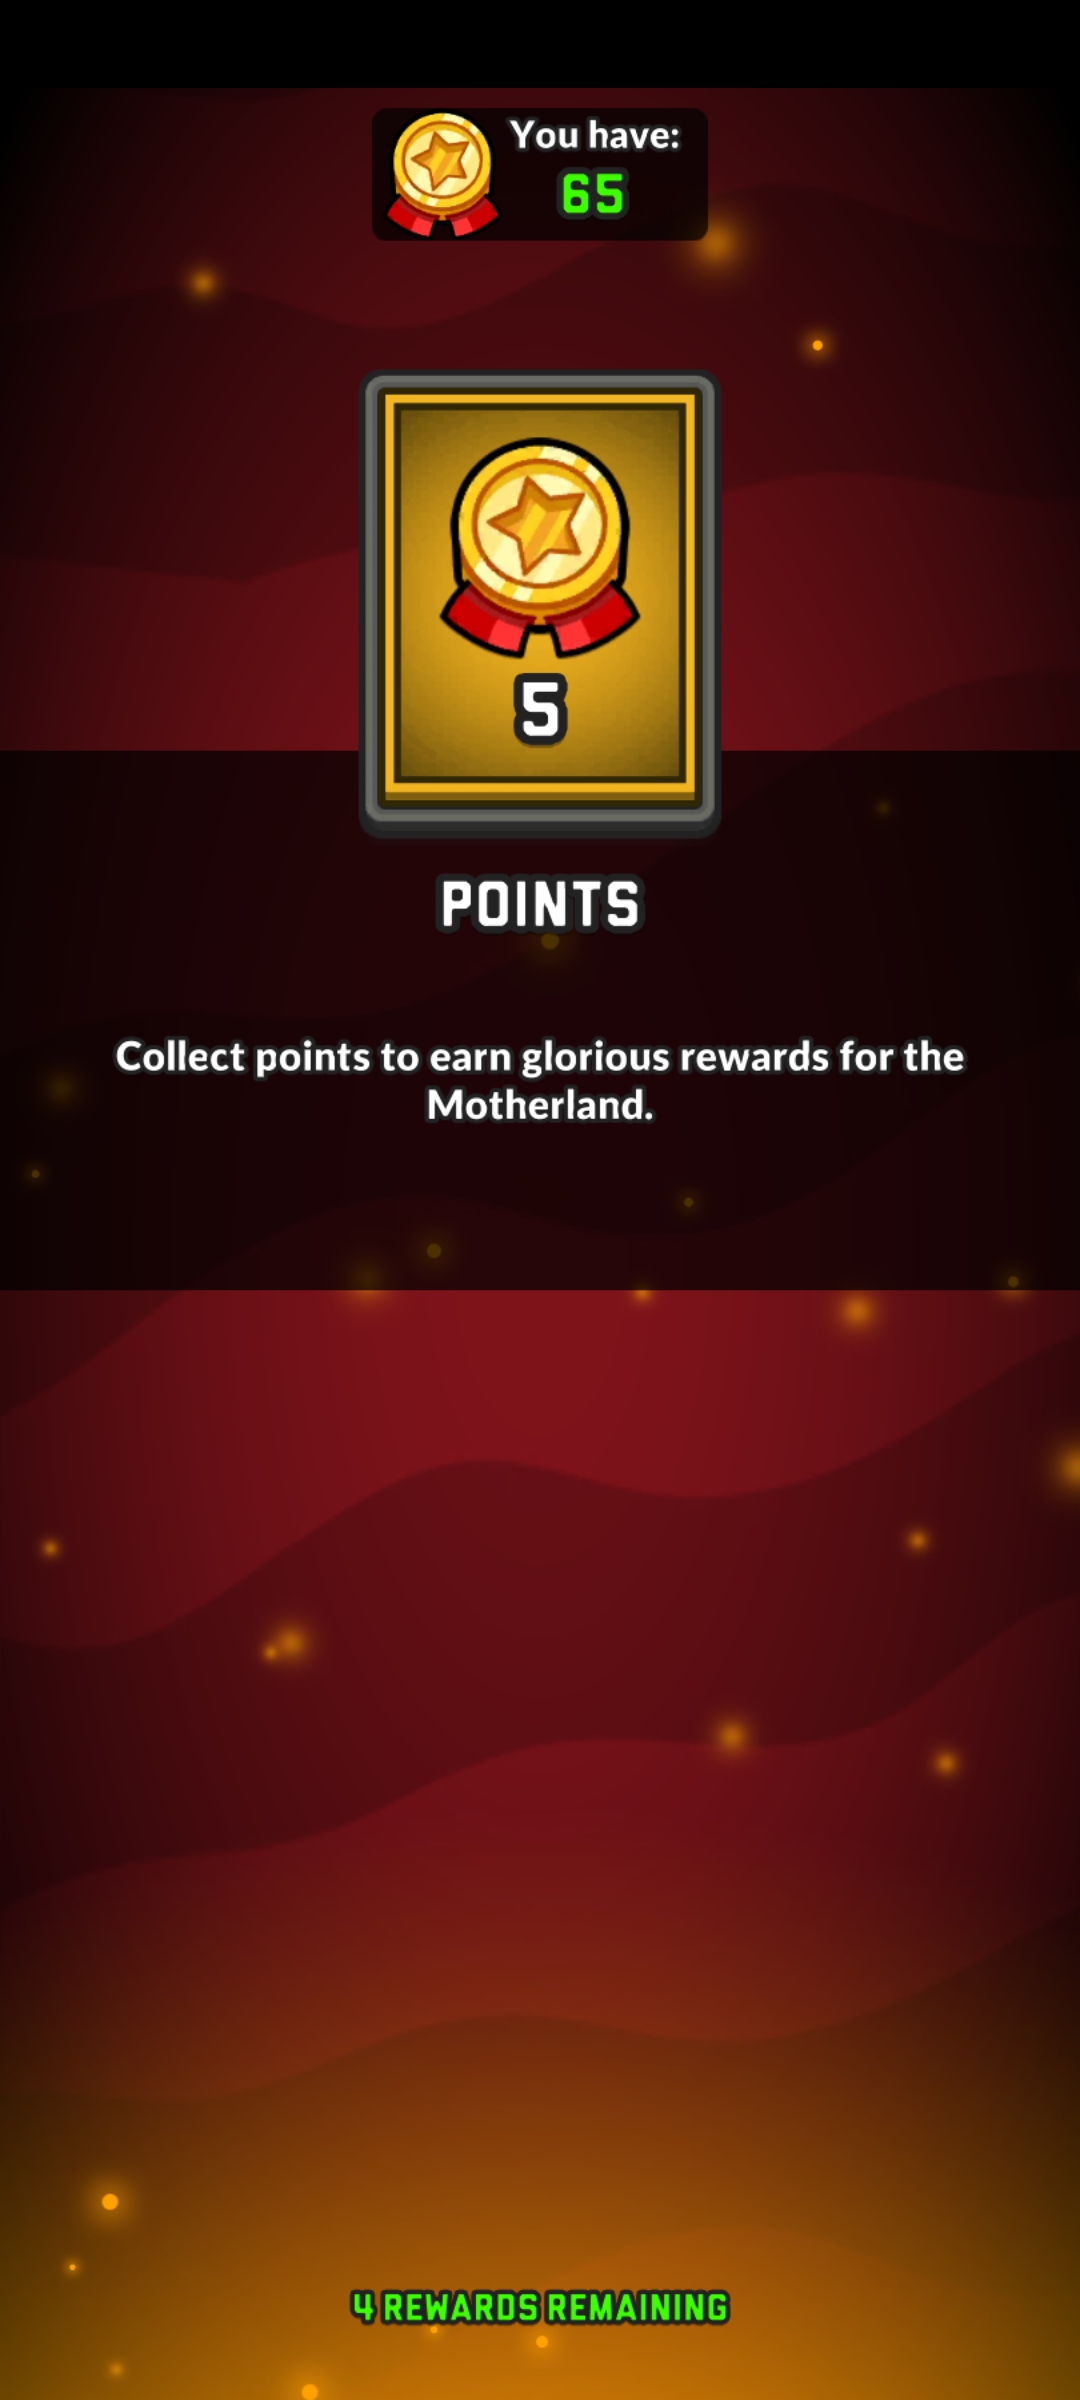 You have:
65
5
POINTS
Collect points to earn glorious rewards for the
Motherland.
4 REWARDS REMAINING